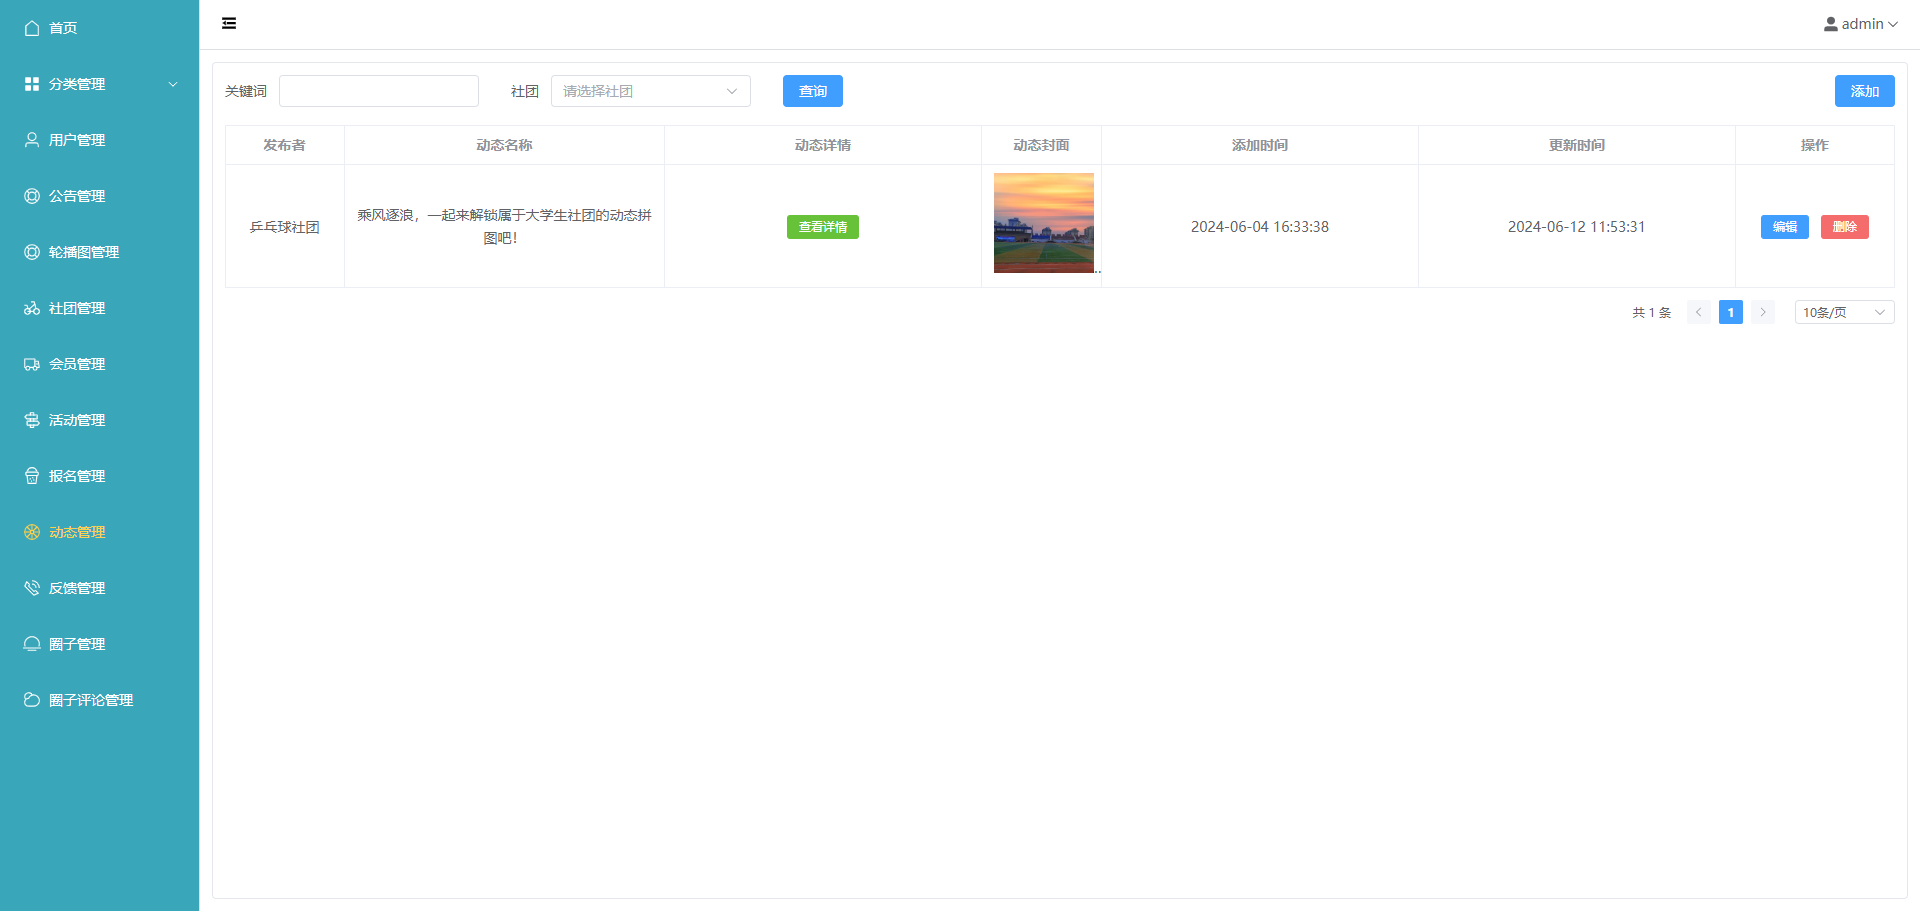 首页
分类管理
用户管理
公告管理
轮播图管理
社团管理
会员管理
活动管理
报名管理
动态管理
反馈管理
圈子管理
圈子评论管理
admin
关键词
社团
请选择社团
查询
添加
发布者
动态名称
动态详情
动态封面
添加时间
更新时间
操作
乒乓球社团
乘风逐浪，一起来解锁属于大学生社团的动态拼
图吧！
查看详情
..
2024-06-04 16:33:38
2024-06-12 11:53:31
编辑
删除
共 1 条
1
10条/页